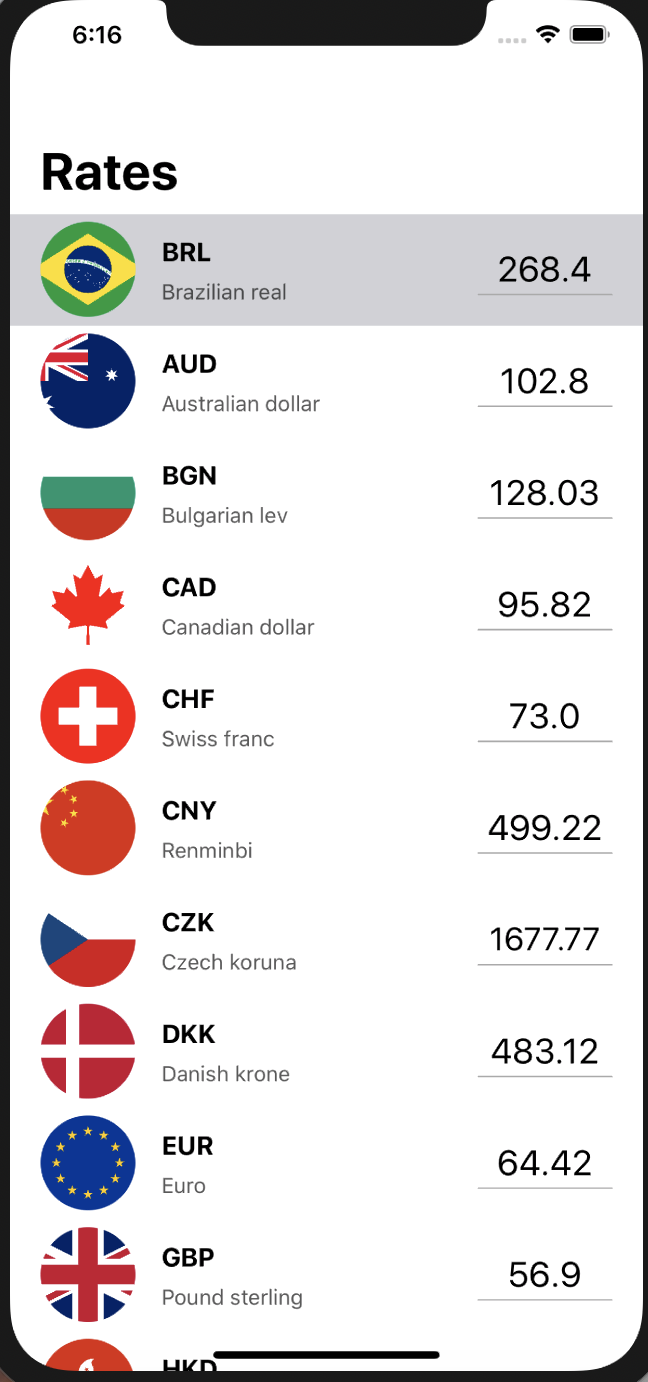 6:16
Rates
BRL
Brazilian real
268.4
AUD
Australian dollar
102.8
BGN
Bulgarian lev
128.03
CAD
Canadian dollar
95.82
CHF
Swiss franc
73.0
CNY
Renminbi
499.22
CZK
Czech koruna
1677.77
DKK
Danish krone
483.12
EUR
Euro
64.42
GBP
Pound sterling
56.9
HKD